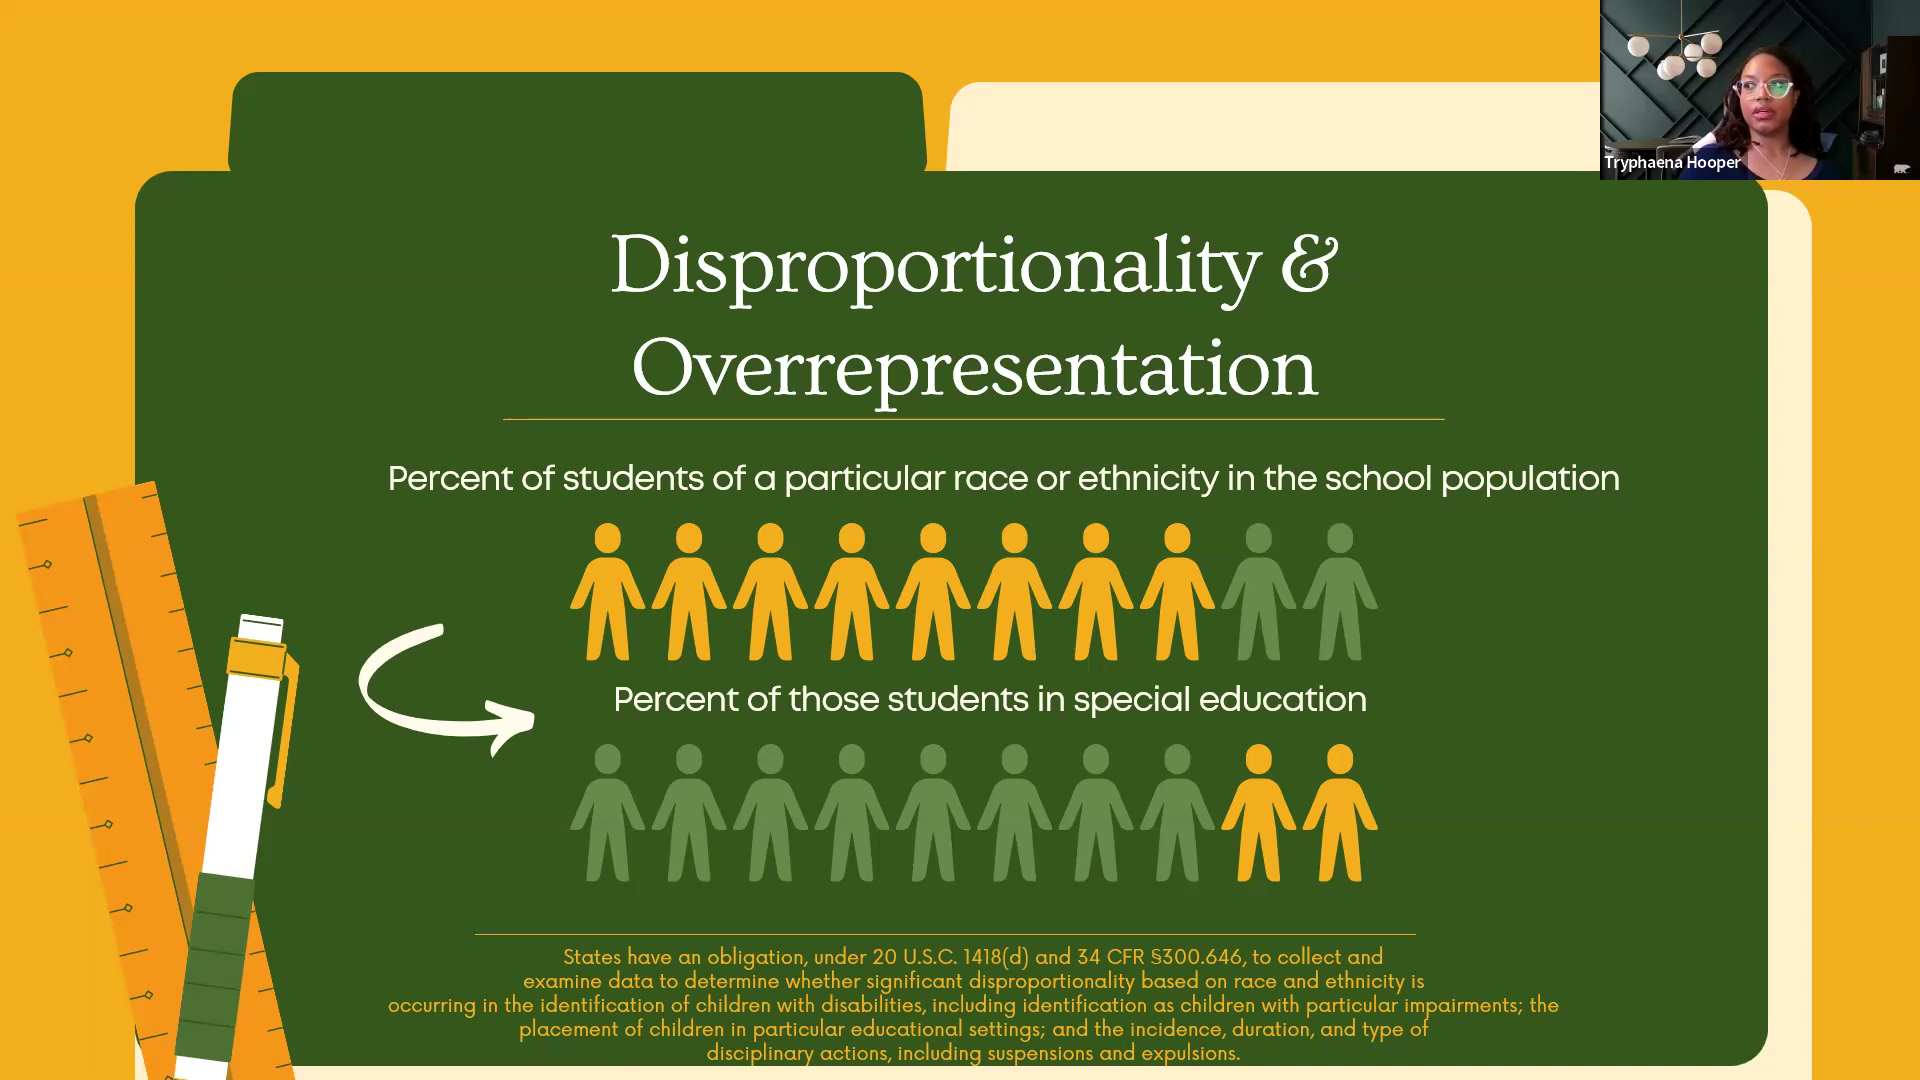 Tryphaena Hooper
Disproportionality &
Overrepresentation
Percent of students of a particular race or ethnicity in the school population
Percent of those students in special education
States have an obligation, under 20 U.S.C. 1418(d) and 34 CFR §300.646, to collect and
examine data to determine whether significant disproportionality based on race and ethnicity is
occurring in the identification of children with disabilities, including identification as children with particular impairments; the
placement of children in particular educational settings; and the incidence, duration, and type of
disciplinary actions, including suspensions and expulsions.